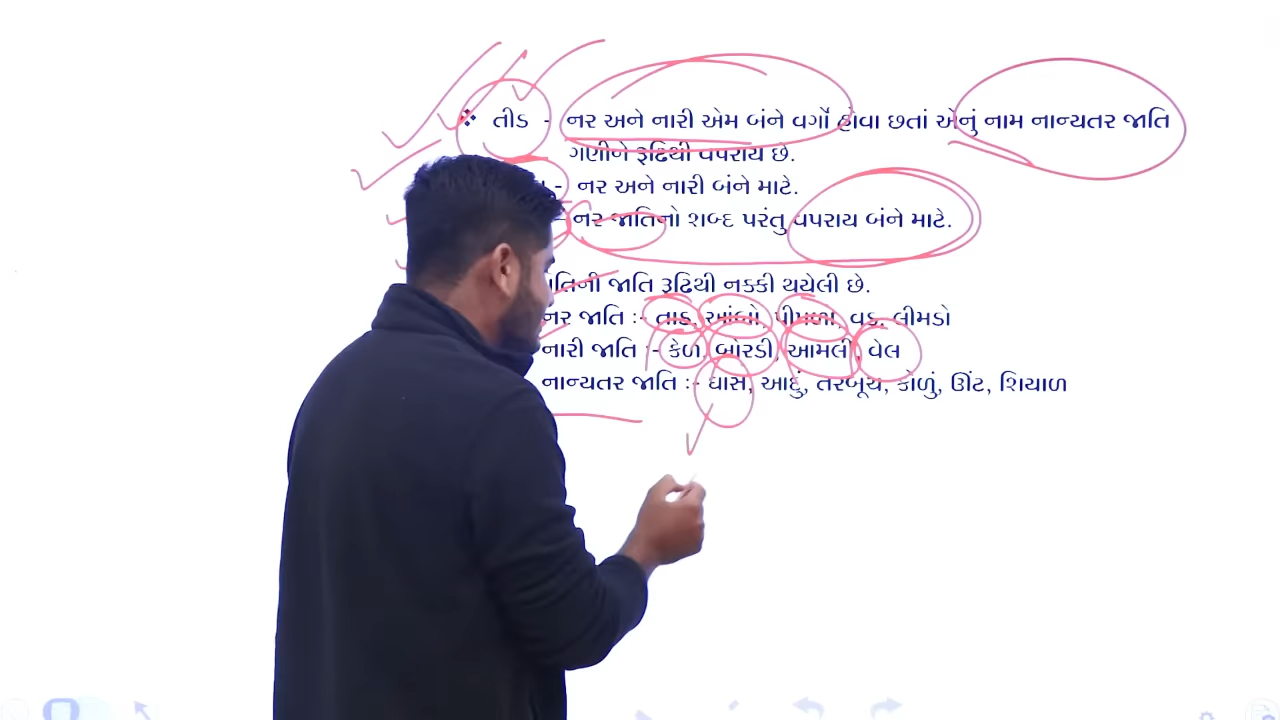 ❖ તીડ - નર અને નારી એમ બંને વર્ગો હોવા છતાં એનું નામ નાન્યતર જાતિ
ગણીને રૂઢિથી વપરાય છે.
- નર અને નારી બંને માટે.
- નર જાતિનો શબ્દ પરંતુ વપરાય બંને માટે.
જાતિ રૂઢિથી નક્કી થયેલી છે.
નર જાતિ :- તાડ, આંબો, પીપળો, વડ, લીમડો
નારી જાતિ :- કેળ, બોરડી, આમલી, વેલ
નાન્યતર જાતિ :- ઘાસ, આદું, તરબૂચ, કોળું, ઊંટ, શિયાળ